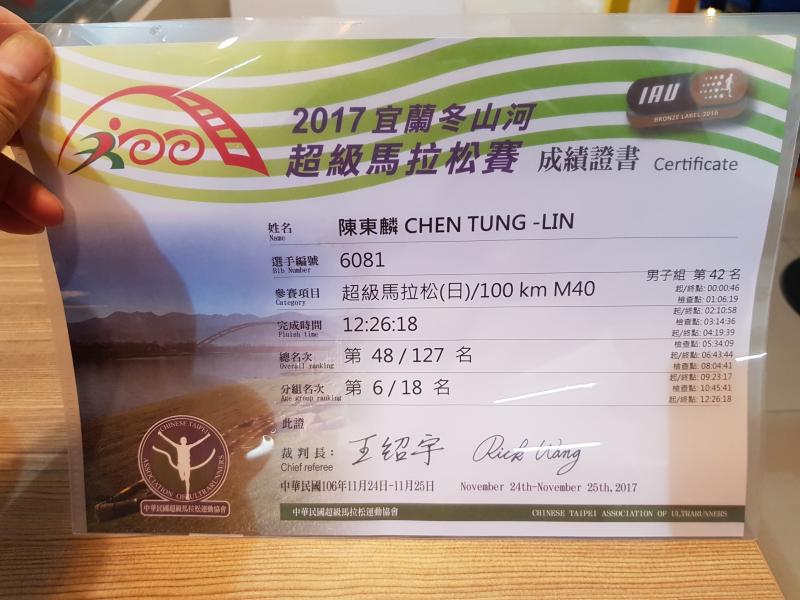 100
IAU
BRONZE LABEL 2016
2017 宜蘭冬山河
超級馬拉松賽 成績證書 Certificate
姓名 陳東麟 CHEN TUNG -LIN
Name
選手編號 6081
Bib Number
參賽項目 超級馬拉松(日)/100 km M40
Category
完成時間 12:26:18
Finish time
總名次 第 48 / 127 名
Overall ranking
分組名次 第 6 / 18 名
Age group ranking
男子組 第 42 名
起/終點: 00:00:46
檢查點: 01:06:19
起/終點: 02:10:58
檢查點: 03:14:36
起/終點: 04:19:39
檢查點: 05:34:09
起/終點: 06:43:44
檢查點: 08:04:41
起/終點: 09:23:17
檢查點: 10:45:41
起/終點: 12:26:18
此證
裁判長: 王紹宇 Rick Wang
Chief referee
中華民國106年11月24日-11月25日 November 24th-November 25th,2017
CHINESE TAIPEI
ASSOCIATION OF ULTRARUNNERS
中華民國超級馬拉松運動協會
中華民國超級馬拉松運動協會 CHINESE TAIPEI ASSOCIATION OF ULTRARUNNERS